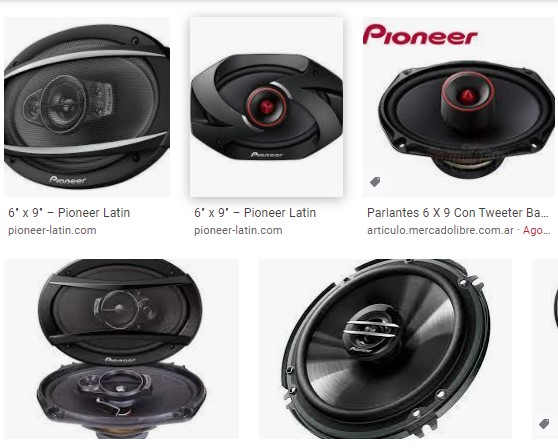 Pioneer
Pioneer
Pioneer
6" x 9" – Pioneer Latin
pioneer-latin.com
6" x 9" – Pioneer Latin
pioneer-latin.com
Parlantes 6 X 9 Con Tweeter Ba...
articulo.mercadolibre.com.ar · Ago...
Pioneer
Pioneer